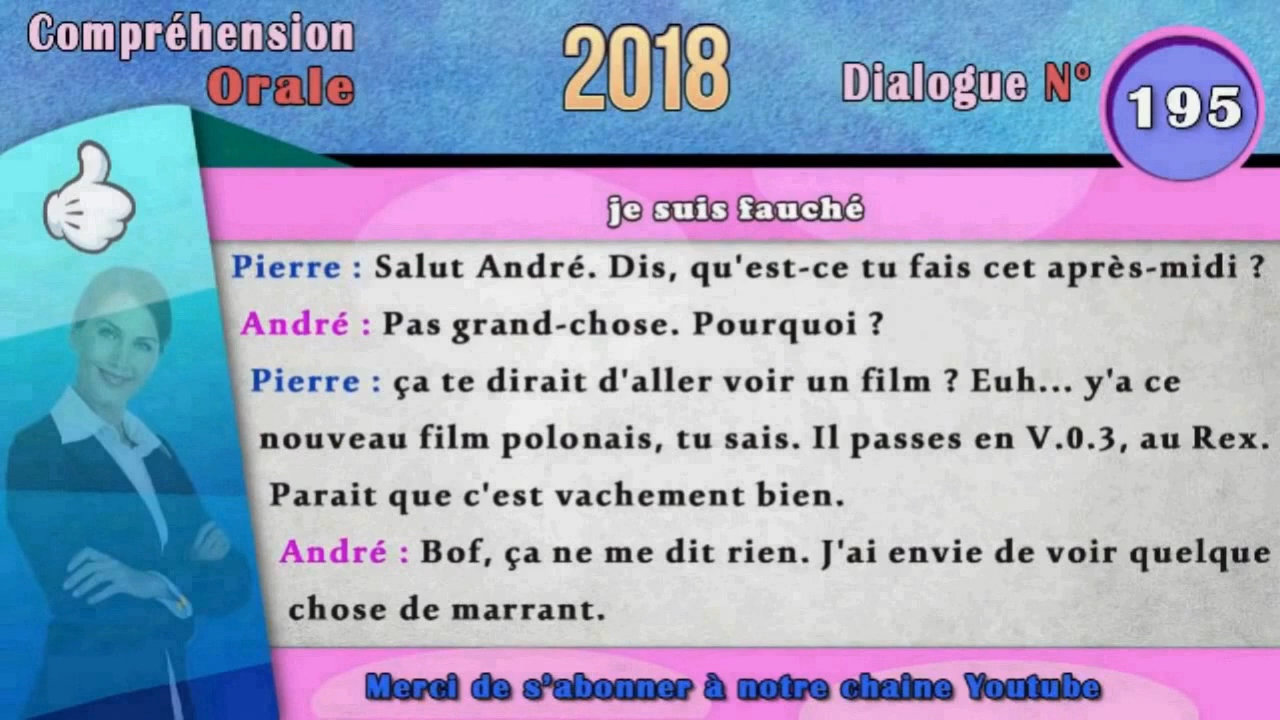 Compréhension
Orale
2018
Dialogue N°
195
je suis fauché
Pierre : Salut André. Dis, qu'est-ce tu fais cet après-midi ?
André : Pas grand-chose. Pourquoi ?
Pierre : ça te dirait d'aller voir un film ? Euh... y'a ce
nouveau film polonais, tu sais. Il passes en V.0.3, au Rex.
Parait que c'est vachement bien.
André : Bof, ça ne me dit rien. J'ai envie de voir quelque
chose de marrant.
Merci de s'abonner à notre chaine Youtube